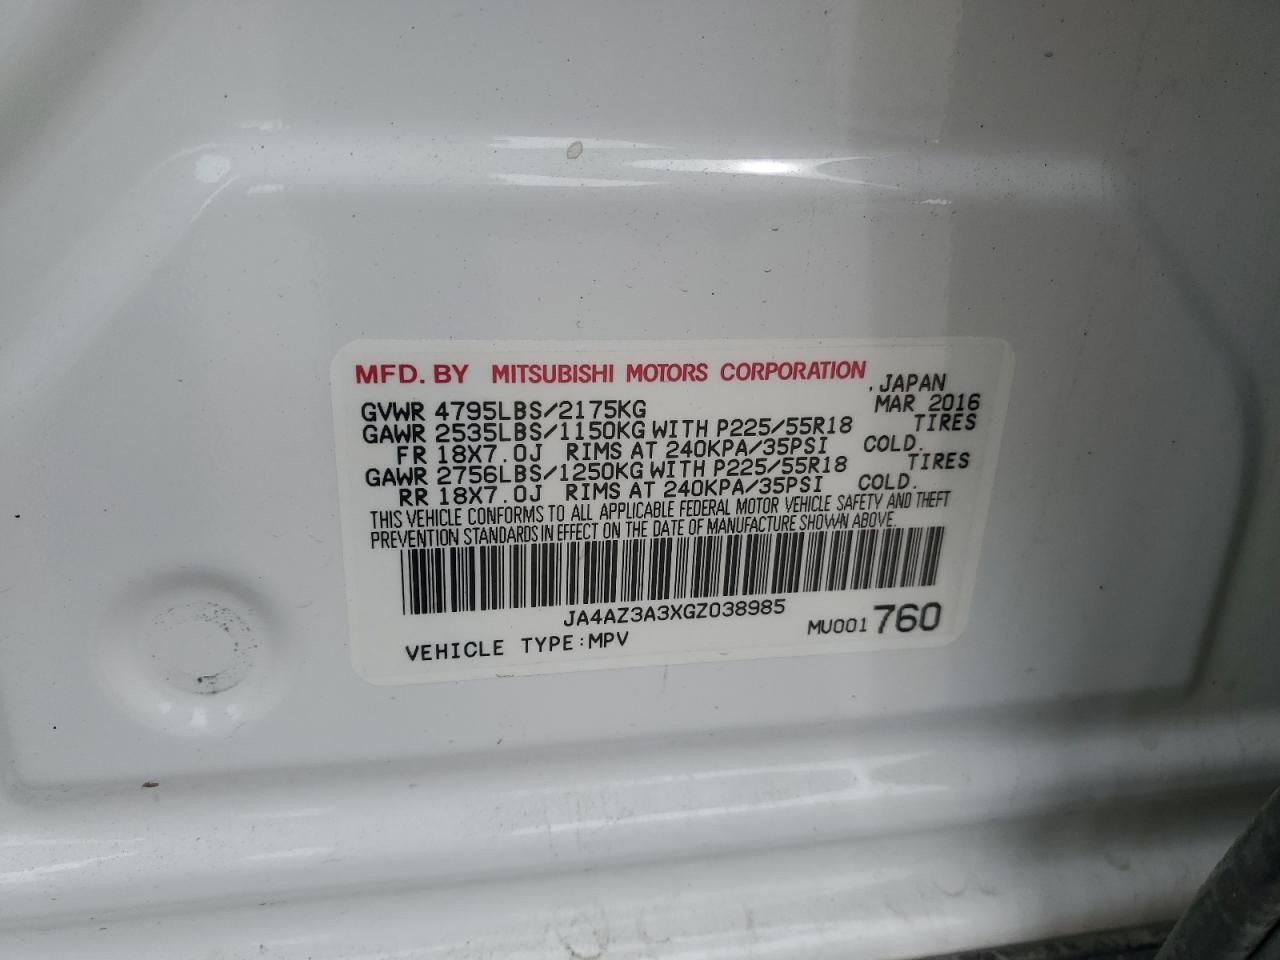 MFD. BY MITSUBISHI MOTORS CORPORATION , JAPAN
GVWR 4795LBS/2175KG MAR 2016
GAWR 2535LBS/1150KG WITH P225/55R18 TIRES
FR 18X7.0J RIMS AT 240KPA/35PSI COLD.
GAWR 2756LBS/1250KG WITH P225/55R18 TIRES
RR 18X7.0J RIMS AT 240KPA/35PSI COLD.
THIS VEHICLE CONFORMS TO ALL APPLICABLE FEDERAL MOTOR VEHICLE SAFETY AND THEFT
PREVENTION STANDARDS IN EFFECT ON THE DATE OF MANUFACTURE SHOWN ABOVE.
JA4AZ3A3XGZ038985
VEHICLE TYPE:MPV MU001760